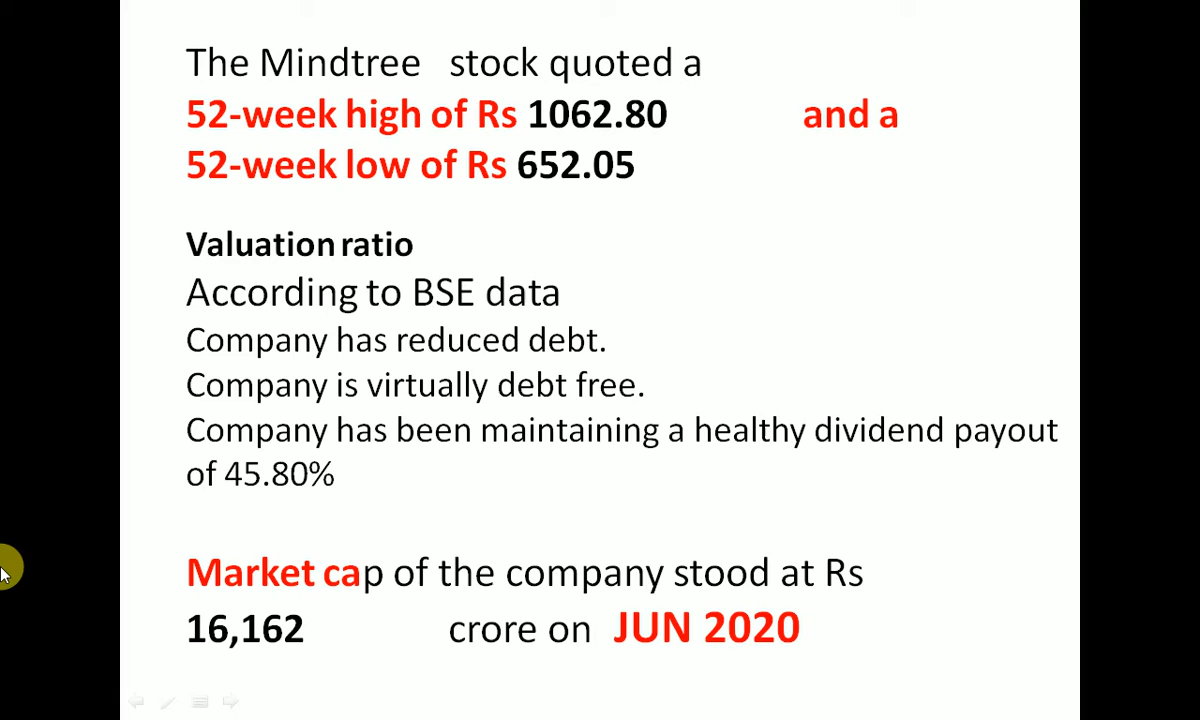 The Mindtree stock quoted a
52-week high of Rs 1062.80 and a
52-week low of Rs 652.05
Valuation ratio
According to BSE data
Company has reduced debt.
Company is virtually debt free.
Company has been maintaining a healthy dividend payout
of 45.80%
Market cap of the company stood at Rs
16,162 crore on JUN 2020